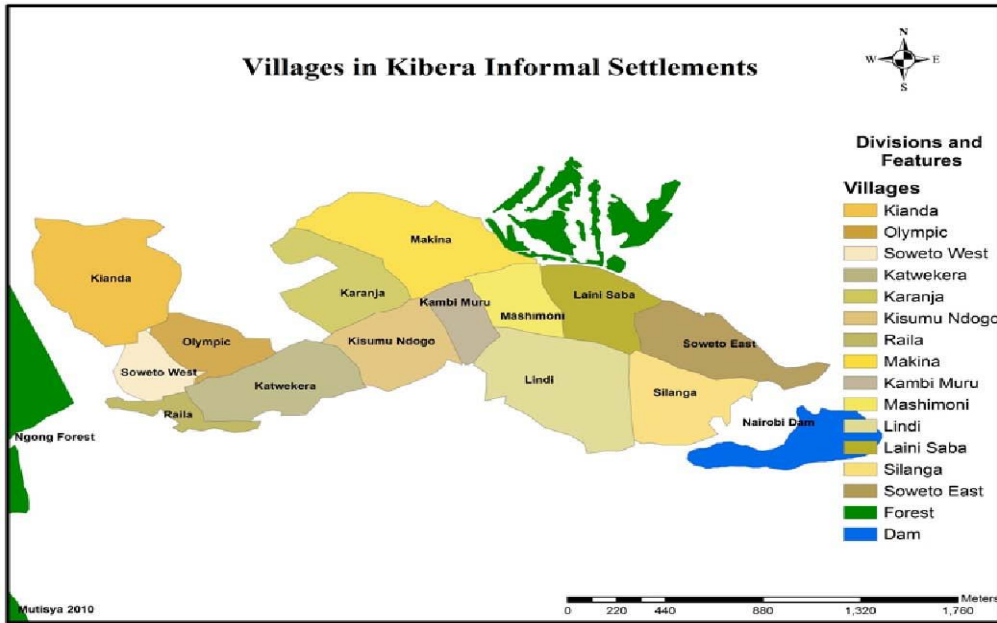 Villages in Kibera Informal Settlements
N
W E
S
Divisions and
Features
Villages
Kianda
Olympic
Soweto West
Katwekera
Karanja
Kisumu Ndogo
Raila
Makina
Kambi Muru
Mashimoni
Lindi
Laini Saba
Silanga
Soweto East
Forest
Dam
Makina
Kianda
Karanja
Kambi Muru
Laini Saba
Mashimoni
Olympic
Kisumu Ndogo
Soweto East
Soweto West
Katwekera
Lindi
Silanga
Raila
Nairobi Dam
Ngong Forest
Mutisya 2010
Meters
0 220 440 880 1,320 1,760